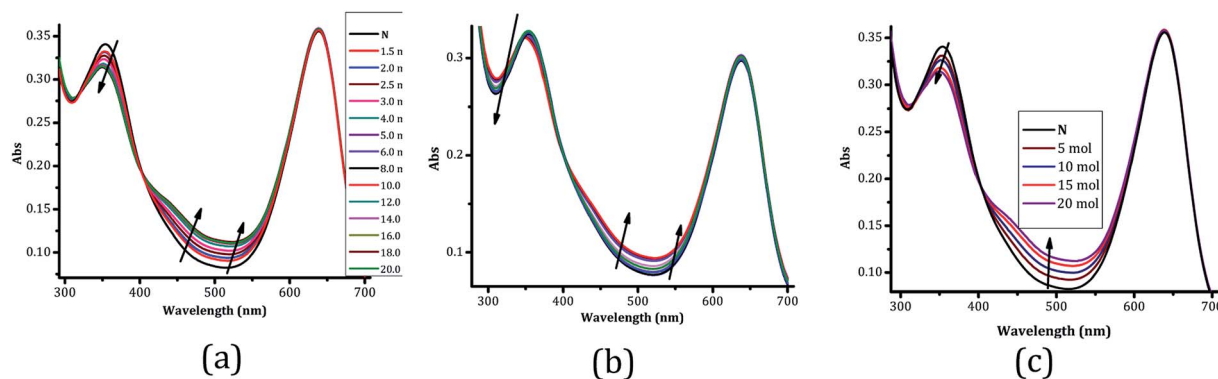 0.35
0.30
0.25
0.20
0.15
0.10
Abs
300 400 500 600 700
Wavelength (nm)
N
1.5 n
2.0 n
2.5 n
3.0 n
4.0 n
5.0 n
6.0 n
8.0 n
10.0
12.0
14.0
16.0
18.0
20.0
(a)
0.3
0.2
0.1
Abs
300 400 500 600 700
Wavelength (nm)
(b)
0.35
0.30
0.25
0.20
0.15
0.10
Abs
300 400 500 600 700
Wavelength (nm)
N
5 mol
10 mol
15 mol
20 mol
(c)